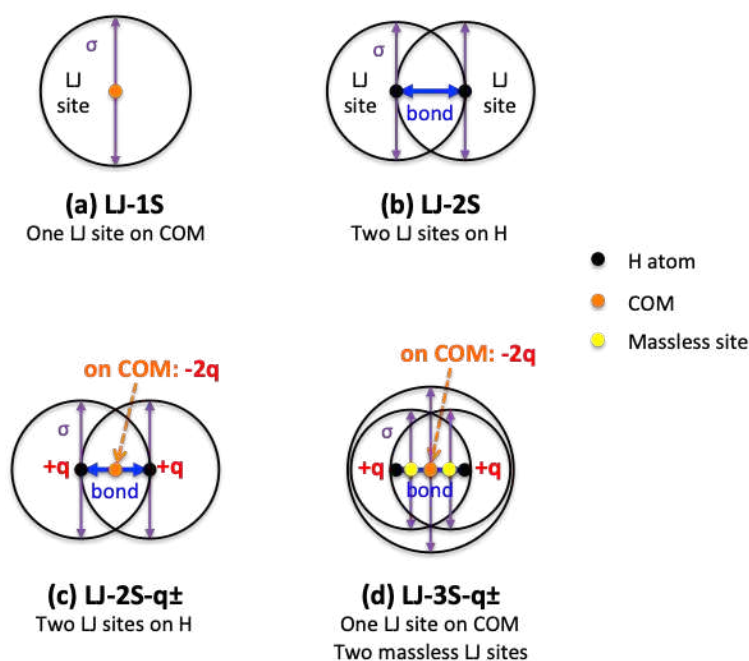 σ
LJ
site
(a) LJ-1S
One LJ site on COM
σ
LJ
site
LJ
site
bond
(b) LJ-2S
Two LJ sites on H
H atom
COM
Massless site
on COM: -2q
σ
+q
+q
bond
(c) LJ-2S-q±
Two LJ sites on H
on COM: -2q
σ
+q
+q
bond
(d) LJ-3S-q±
One LJ site on COM
Two massless LJ sites